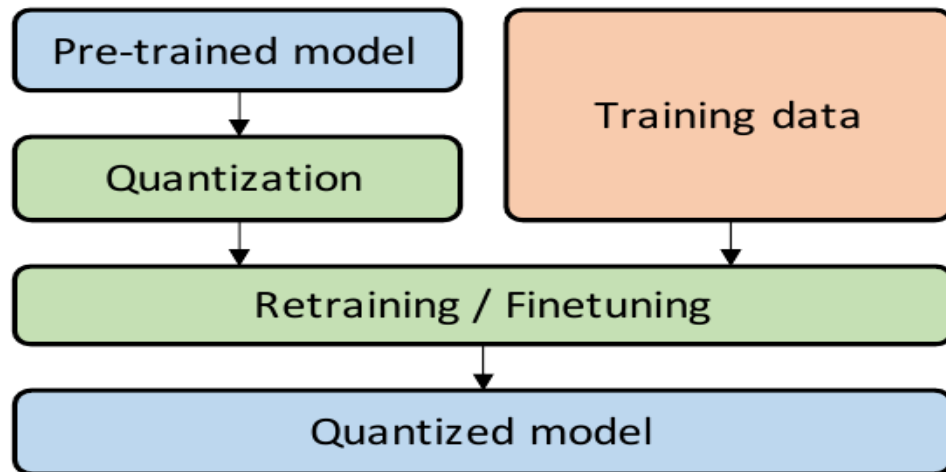 Pre-trained model
Training data
Quantization
Retraining / Finetuning
Quantized model